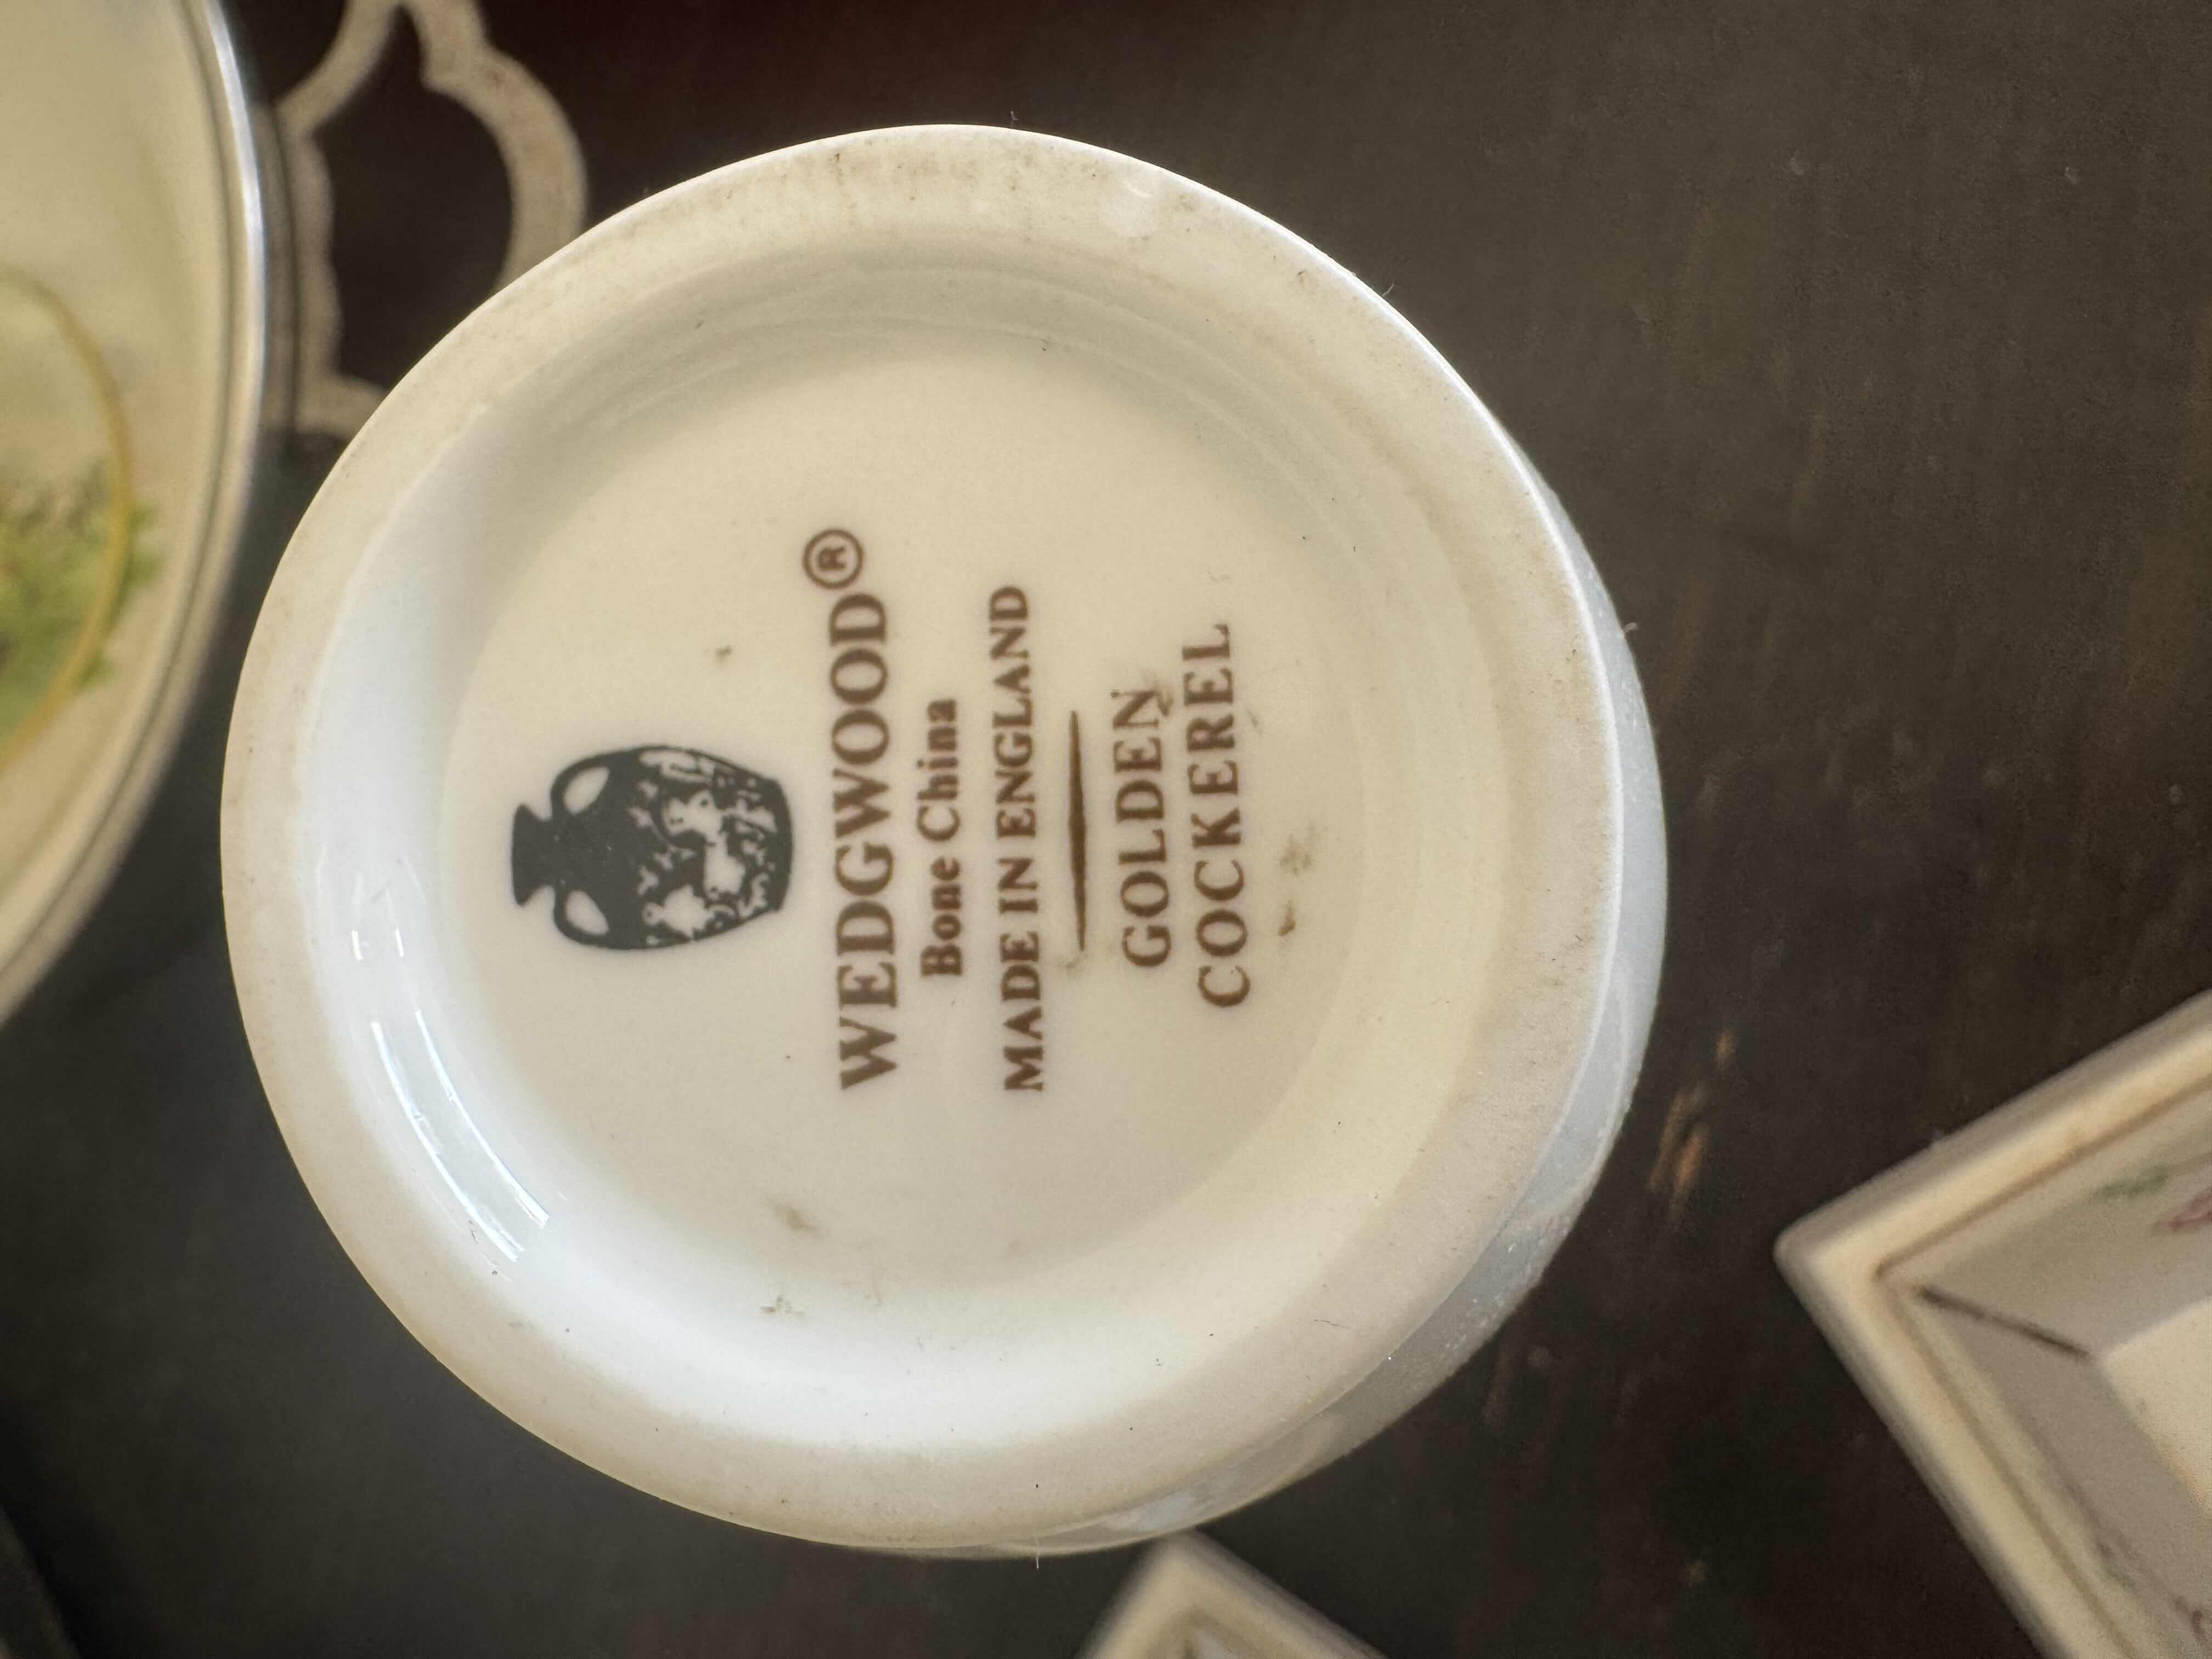 WEDGWOOD®
Bone China
MADE IN ENGLAND
GOLDEN
COCKEREL